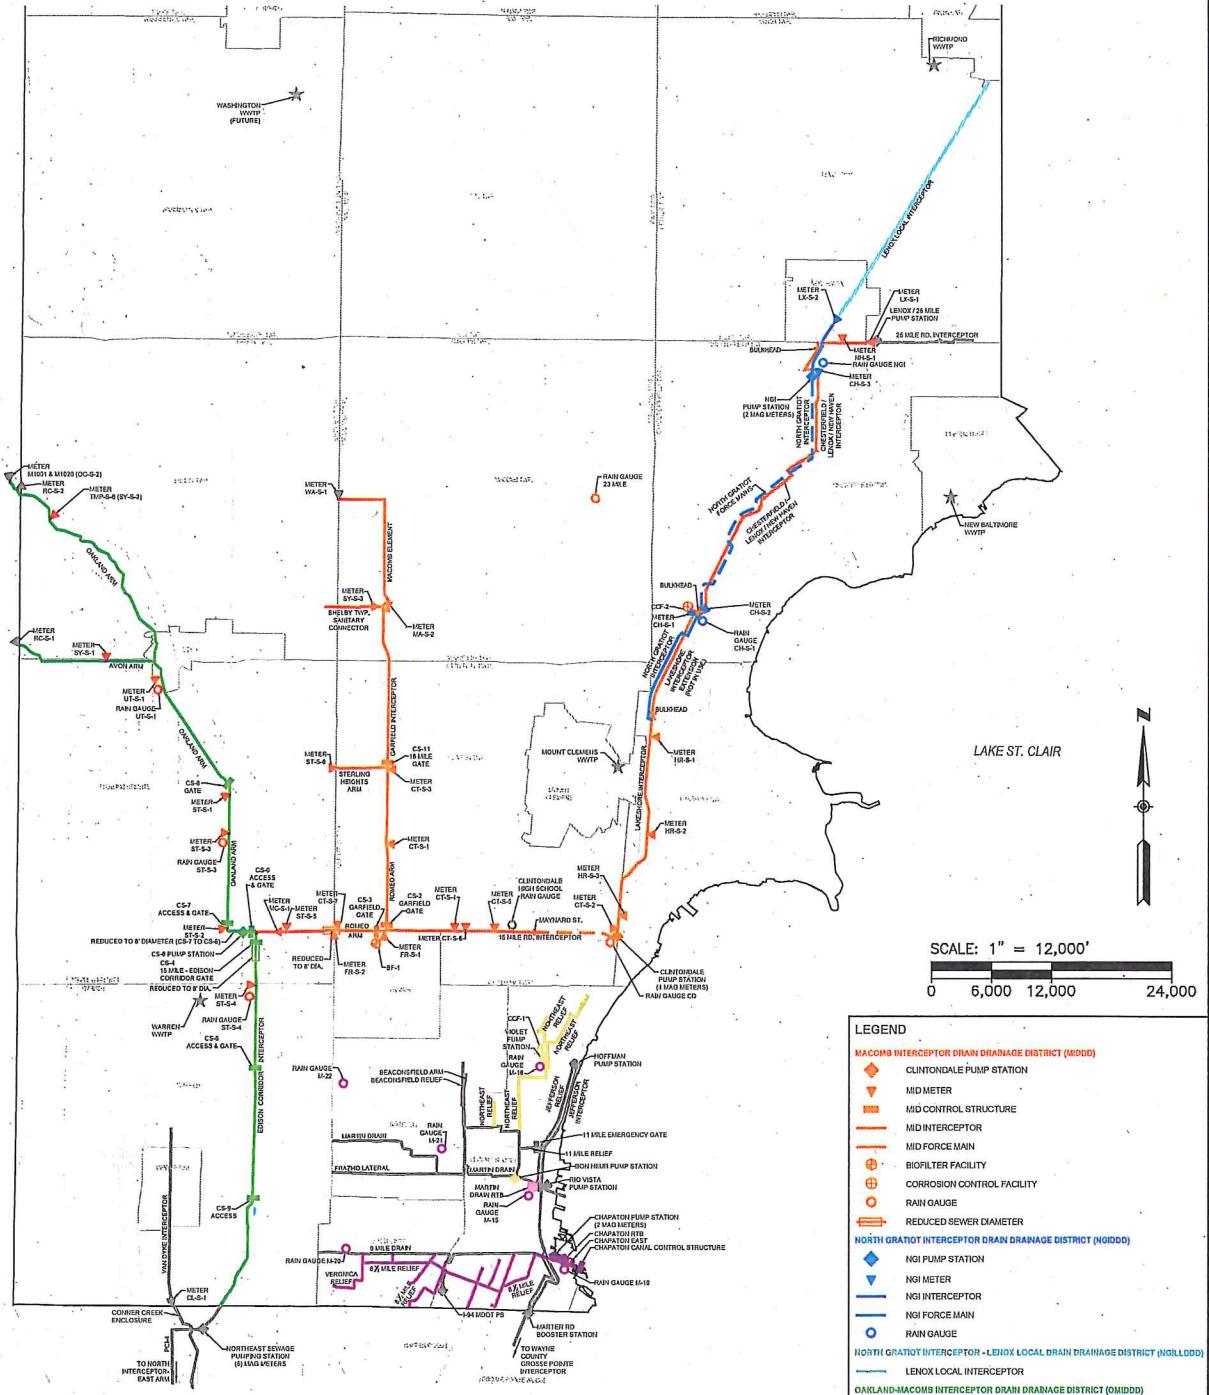 RICHMOND
WWTP
WASHINGTON
WWTP
(FUTURE)
LENOX LOCAL INTERCEPTOR
METER
LX-S-2
METER
LX-S-1
LENOX / 26 MILE
PUMP STATION
26 MILE RD. INTERCEPTOR
BULKHEAD
METER
NH-S-1
RAIN GAUGE NGI
METER
CH-S-3
NGI
PUMP STATION
(2 MAG METERS)
NORTH GRATIOT
INTERCEPTOR
CHESTERFIELD /
LENOX / NEW HAVEN
INTERCEPTOR
METER
M1001 & M1020 (OC-S-2)
METER
RC-S-2
METER
TMP-S-8 (SY-S-3)
METER
WA-S-1
RAIN GAUGE
23 MILE
NORTH GRATIOT
FORCE MAINS
CHESTERFIELD /
LENOX / NEW HAVEN
INTERCEPTOR
NEW BALTIMORE
WWTP
OAKLAND ARM
MACOMB ELEMENT
BULKHEAD
METER
SY-S-3
SHELBY TWP.
SANITARY
CONNECTOR
METER
MA-S-2
CCF-2
METER
CH-S-1
METER
CH-S-2
RAIN
GAUGE
CH-S-1
METER
RC-S-1
METER
SY-S-1
AVON ARM
NORTH GRATIOT
INTERCEPTOR
LAKESHORE
INTERCEPTOR
EXTENSION
(NOT IN USE)
METER
UT-S-1
RAIN GAUGE
UT-S-1
BULKHEAD
GARFIELD INTERCEPTOR
OAKLAND ARM
METER
HR-S-1
CS-11
18 MILE
GATE
MOUNT CLEMENS
WWTP
LAKE ST. CLAIR
N
METER
ST-S-6
STERLING
HEIGHTS
ARM
METER
CT-S-3
CS-8
GATE
METER
ST-S-1
LAKESHORE INTERCEPTOR
METER
HR-S-2
METER
ST-S-3
RAIN GAUGE
ST-S-3
METER
CT-S-1
OAKLAND ARM
CS-6
ACCESS
& GATE
ROMEO ARM
METER
HR-S-3
CS-7
ACCESS & GATE
METER
MC-S-1
METER
ST-S-5
METER
CT-S-7
CS-3
GARFIELD
GATE
CS-2
GARFIELD
GATE
METER
CT-S-4
METER
CT-S-5
CLINTONDALE
HIGH SCHOOL
RAIN GAUGE
METER
CT-S-2
MAYNARD ST.
METER
ST-S-2
ROMEO
ARM
METER CT-S-6
15 MILE RD. INTERCEPTOR
REDUCED TO 8' DIAMETER (CS-7 TO CS-6)
CS-6 PUMP STATION
CS-4
15 MILE - EDISON
CORRIDOR GATE
REDUCED TO 8' DIA.
REDUCED
TO 8' DIA.
METER
FR-S-2
METER
FR-S-1
BF-1
CLINTONDALE
PUMP STATION
(4 MAG METERS)
RAIN GAUGE CD
SCALE: 1" = 12,000'
0 6,000 12,000 24,000
METER
ST-S-4
RAIN GAUGE
ST-S-4
WARREN
WWTP
CS-5
ACCESS & GATE
EDISON CORRIDOR INTERCEPTOR
CCF-1
VIOLET
PUMP
STATION
RAIN
GAUGE
M-18
NORTHEAST
RELIEF
NORTHEAST
RELIEF
HOFFMAN
PUMP STATION
RAIN GAUGE
M-22
BEACONSFIELD ARM
BEACONSFIELD RELIEF
NORTHEAST
RELIEF
NORTHEAST
RELIEF
JEFFERSON
RELIEF
JEFFERSON
INTERCEPTOR
RAIN
GAUGE
M-21
MARTIN DRAIN
11 MILE EMERGENCY GATE
11 MILE RELIEF
FRAZHO LATERAL
MARTIN DRAIN
BON HEUR PUMP STATION
RIO VISTA
PUMP STATION
MARTIN
DRAIN RTB
RAIN
GAUGE
M-15
CS-9
ACCESS
VAN DYKE INTERCEPTOR
CHAPATON PUMP STATION
(2 MAG METERS)
CHAPATON RTB
CHAPATON EAST
CHAPATON CANAL CONTROL STRUCTURE
9 MILE DRAIN
RAIN GAUGE M-20
8½ MILE RELIEF
VERONICA
RELIEF
8½ MILE
RELIEF
8½ MILE
RELIEF
RAIN GAUGE M-19
METER
CL-S-1
CONNER CREEK
ENCLOSURE
I-94 MDOT PS
MARTER RD
BOOSTER STATION
NORTHEAST SEWAGE
PUMPING STATION
(6) MAG METERS
PCI-4
TO NORTH
INTERCEPTOR-
EAST ARM
TO WAYNE
COUNTY
GROSSE POINTE
INTERCEPTOR
LEGEND
MACOMB INTERCEPTOR DRAIN DRAINAGE DISTRICT (MIDDD)
CLINTONDALE PUMP STATION
MID METER
MID CONTROL STRUCTURE
MID INTERCEPTOR
MID FORCE MAIN
BIOFILTER FACILITY
CORROSION CONTROL FACILITY
RAIN GAUGE
REDUCED SEWER DIAMETER
NORTH GRATIOT INTERCEPTOR DRAIN DRAINAGE DISTRICT (NGIDDD)
NGI PUMP STATION
NGI METER
NGI INTERCEPTOR
NGI FORCE MAIN
RAIN GAUGE
NORTH GRATIOT INTERCEPTOR - LENOX LOCAL DRAIN DRAINAGE DISTRICT (NGILLDDD)
LENOX LOCAL INTERCEPTOR
OAKLAND-MACOMB INTERCEPTOR DRAIN DRAINAGE DISTRICT (OMIDDD)